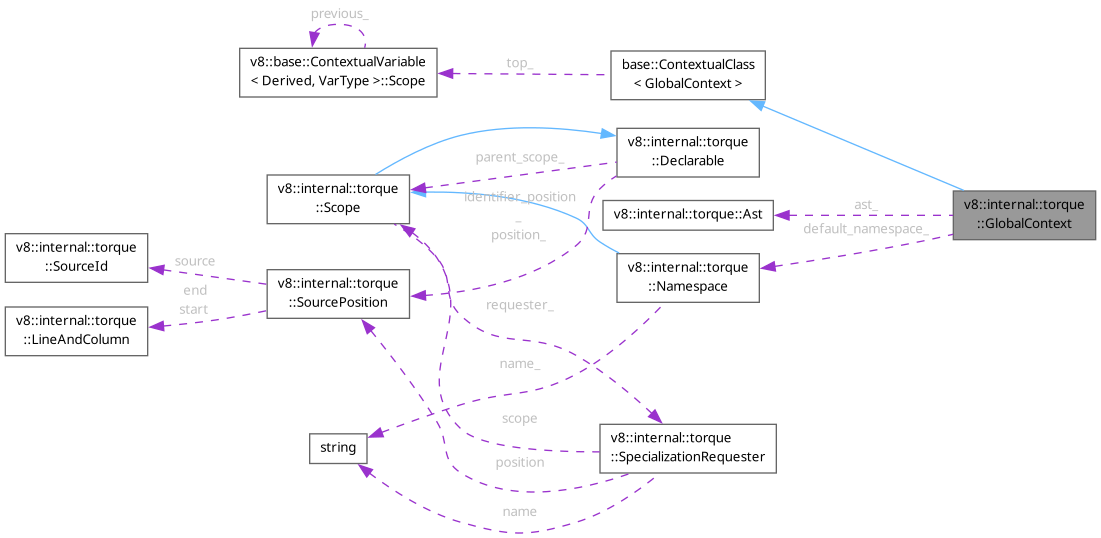 previous_
v8::base::ContextualVariable
< Derived, VarType >::Scope
top_
base::ContextualClass
< GlobalContext >
v8::internal::torque
::Declarable
parent_scope_
v8::internal::torque
::Scope
identifier_position
_
position_
v8::internal::torque::Ast
ast_
default_namespace_
v8::internal::torque
::GlobalContext
v8::internal::torque
::SourceId
source
end
start
v8::internal::torque
::SourcePosition
v8::internal::torque
::Namespace
requester_
v8::internal::torque
::LineAndColumn
name_
scope
string
v8::internal::torque
::SpecializationRequester
position
name